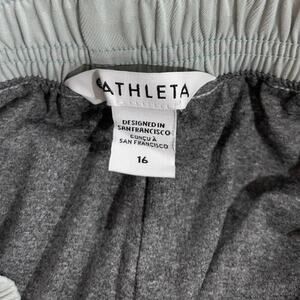 ATHLETA
DESIGNED IN
SAN FRANCISCO
CONÇU À
SAN FRANCISCO
16